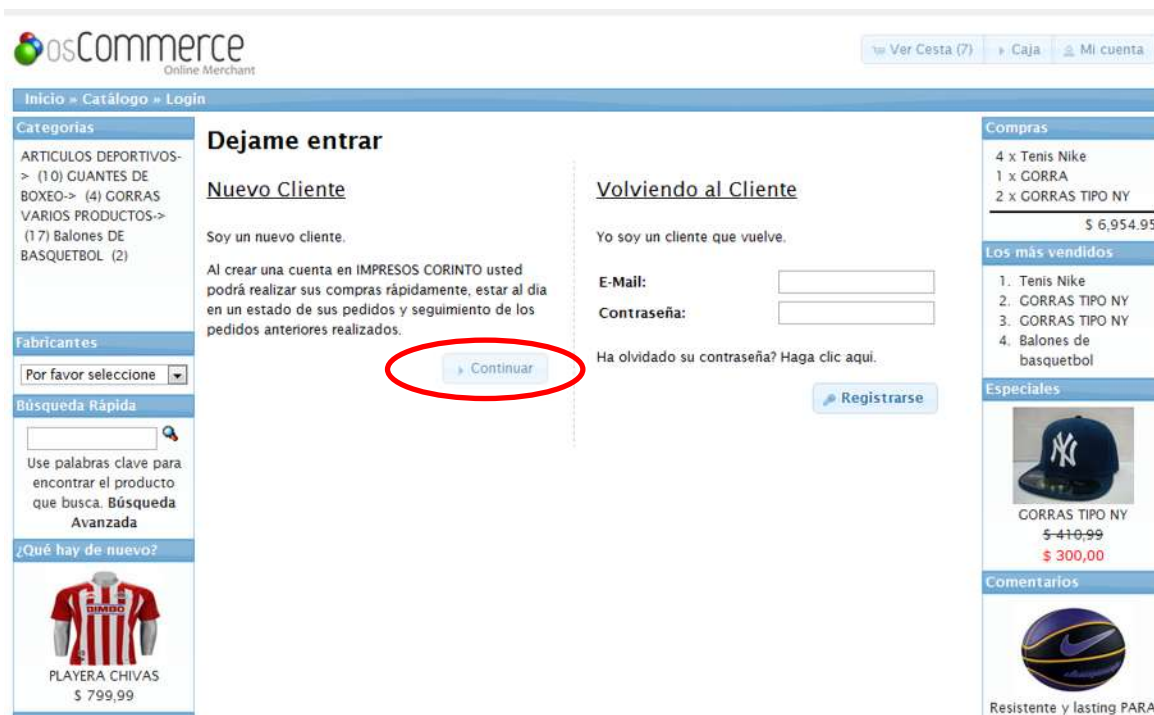 osCommerce
Online Merchant
Ver Cesta (7)
Caja
Mi cuenta
Inicio » Catálogo » Login
Categorías
ARTICULOS DEPORTIVOS-
> (10) GUANTES DE
BOXEO-> (4) GORRAS
VARIOS PRODUCTOS->
(17) Balones DE
BASQUETBOL (2)
Fabricantes
Por favor seleccione
Búsqueda Rápida
Use palabras clave para
encontrar el producto
que busca. Búsqueda
Avanzada
¿Qué hay de nuevo?
BIMBO
PLAYERA CHIVAS
$ 799,99
Dejame entrar
Nuevo Cliente
Soy un nuevo cliente.
Al crear una cuenta en IMPRESOS CORINTO usted
podrá realizar sus compras rápidamente, estar al dia
en un estado de sus pedidos y seguimiento de los
pedidos anteriores realizados.
Continuar
Volviendo al Cliente
Yo soy un cliente que vuelve.
E-Mail:
Contraseña:
Ha olvidado su contraseña? Haga clic aqui.
Registrarse
Compras
4 x Tenis Nike
1 x GORRA
2 x GORRAS TIPO NY
$ 6,954.95
Los más vendidos
1. Tenis Nike
2. GORRAS TIPO NY
3. GORRAS TIPO NY
4. Balones de
basquetbol
Especiales
NY
GORRAS TIPO NY
$ 410,99
$ 300,00
Comentarios
Resistente y lasting PARA